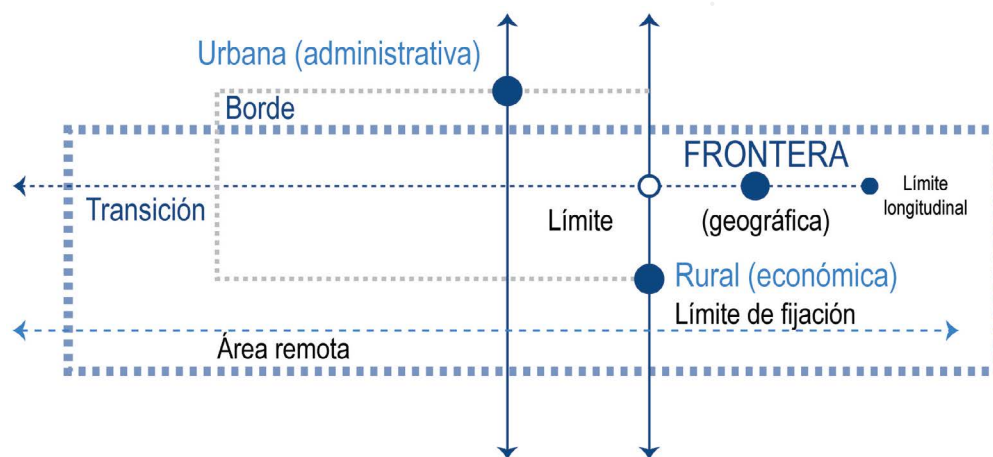 Urbana (administrativa)
Borde
FRONTERA
Transición
Límite
(geográfica)
Límite
longitudinal
Rural (económica)
Límite de fijación
Área remota